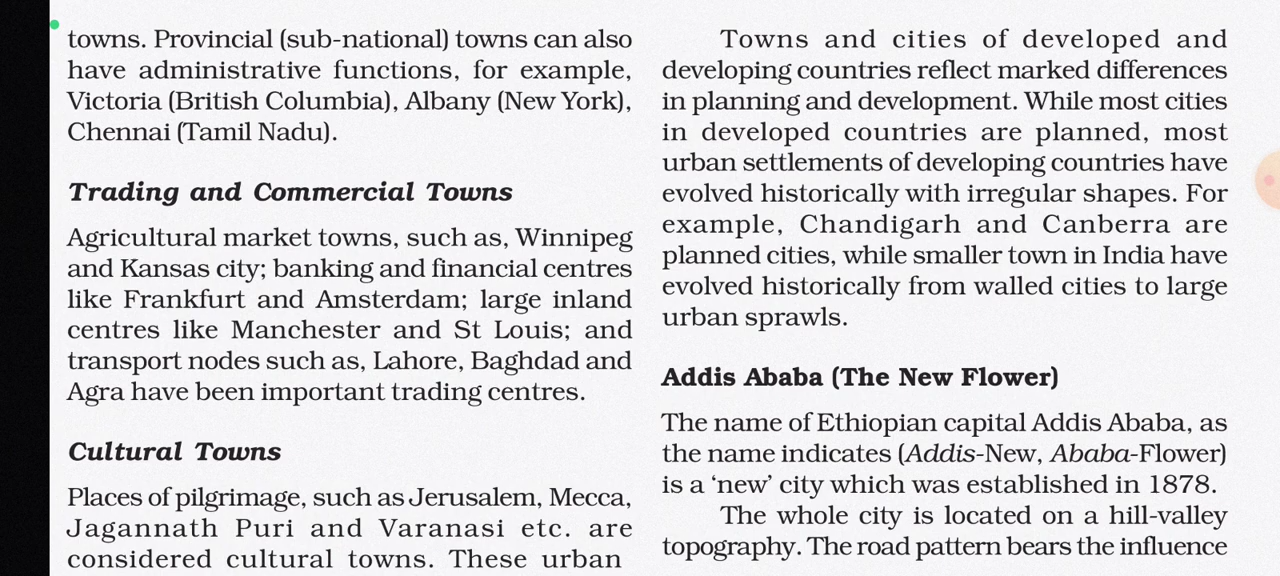 towns. Provincial (sub-national) towns can also
have administrative functions, for example,
Victoria (British Columbia), Albany (New York),
Chennai (Tamil Nadu).
Trading and Commercial Towns
Agricultural market towns, such as, Winnipeg
and Kansas city; banking and financial centres
like Frankfurt and Amsterdam; large inland
centres like Manchester and St Louis; and
transport nodes such as, Lahore, Baghdad and
Agra have been important trading centres.
Cultural Towns
Places of pilgrimage, such as Jerusalem, Mecca,
Jagannath Puri and Varanasi etc. are
considered cultural towns. These urban
Towns and cities of developed and
developing countries reflect marked differences
in planning and development. While most cities
in developed countries are planned, most
urban settlements of developing countries have
evolved historically with irregular shapes. For
example, Chandigarh and Canberra are
planned cities, while smaller town in India have
evolved historically from walled cities to large
urban sprawls.
Addis Ababa (The New Flower)
The name of Ethiopian capital Addis Ababa, as
the name indicates (Addis-New, Ababa-Flower)
is a ‘new’ city which was established in 1878.
The whole city is located on a hill-valley
topography. The road pattern bears the influence